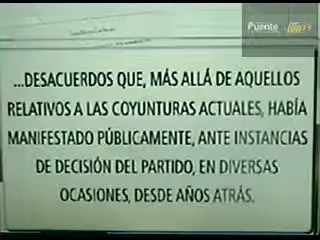 Puente
...DESACUERDOS QUE, MÁS ALLÁ DE AQUELLOS
RELATIVOS A LAS COYUNTURAS ACTUALES, HABÍA
MANIFESTADO PÚBLICAMENTE, ANTE INSTANCIAS
DE DECISIÓN DEL PARTIDO, EN DIVERSAS
OCASIONES, DESDE AÑOS ATRÁS.